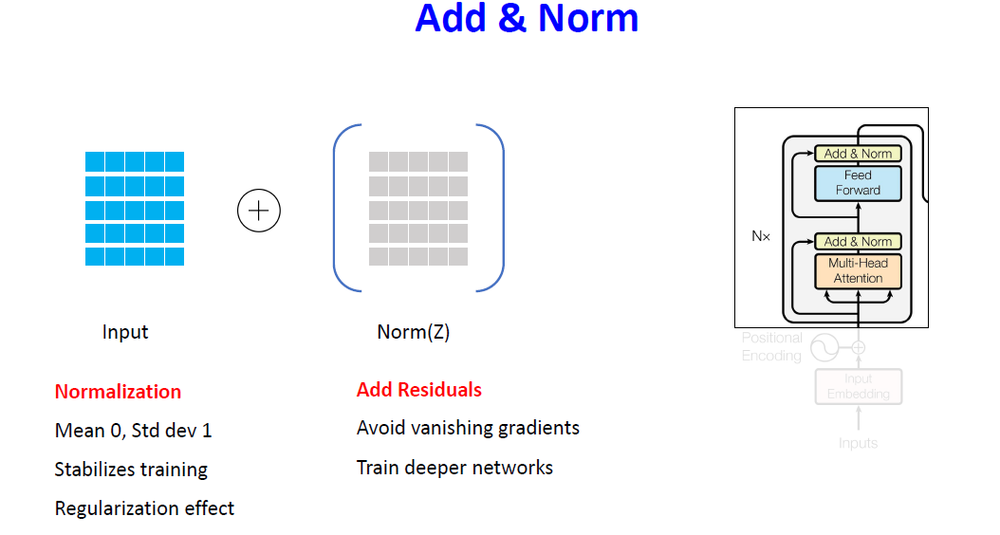 Add & Norm
Input
Norm(Z)
Normalization
Mean 0, Std dev 1
Stabilizes training
Regularization effect
Add Residuals
Avoid vanishing gradients
Train deeper networks
Add & Norm
Feed
Forward
N×
Add & Norm
Multi-Head
Attention
Positional
Encoding
Input
Embedding
Inputs